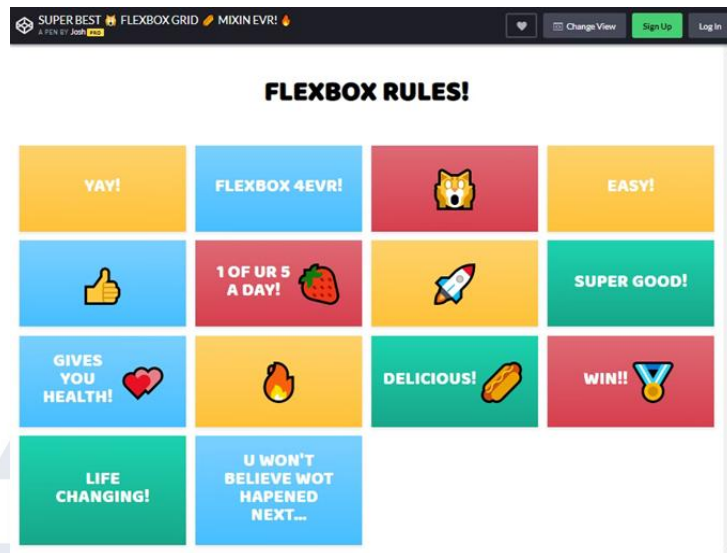 SUPER BEST 🙀 FLEXBOX GRID 🥖 MIXIN EVR! 🔥
A PEN BY Josh PRO
Change View
Sign Up
Log In
FLEXBOX RULES!
YAY!
FLEXBOX 4EVR!
EASY!
1 OF UR 5
A DAY!
SUPER GOOD!
GIVES
YOU
HEALTH!
DELICIOUS!
WIN!!
LIFE
CHANGING!
U WON'T
BELIEVE WOT
HAPENED
NEXT...